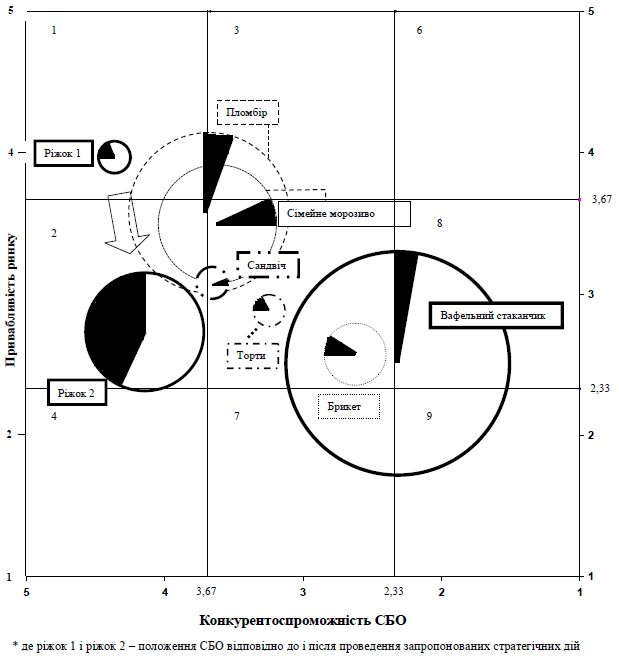 5
5
1
3
6
Пломбір
4
4
Ріжок 1
3,67
Сімейне морозиво
2
8
Сандвіч
3
3
Вафельний стаканчик
Привабливість ринку
Торти
2,33
Ріжок 2
Брикет
4
7
9
2
2
1
1
5
4
3,67
3
2,33
2
1
Конкурентоспроможність СБО
* де ріжок 1 і ріжок 2 – положення СБО відповідно до і після проведення запропонованих стратегічних дій